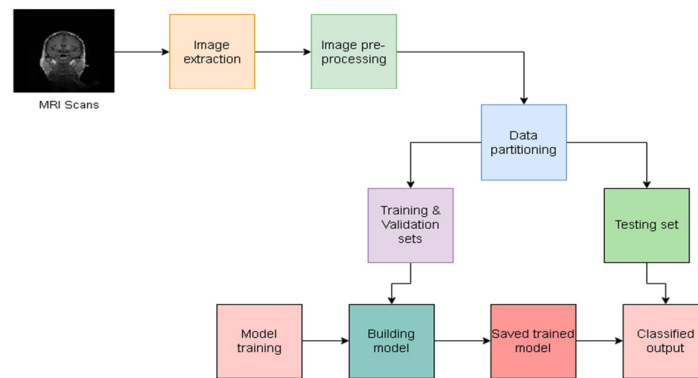 Image
extraction
Image pre-
processing
MRI Scans
Data
partitioning
Training &
Validation
sets
Testing set
Model
training
Building
model
Saved trained
model
Classified
output